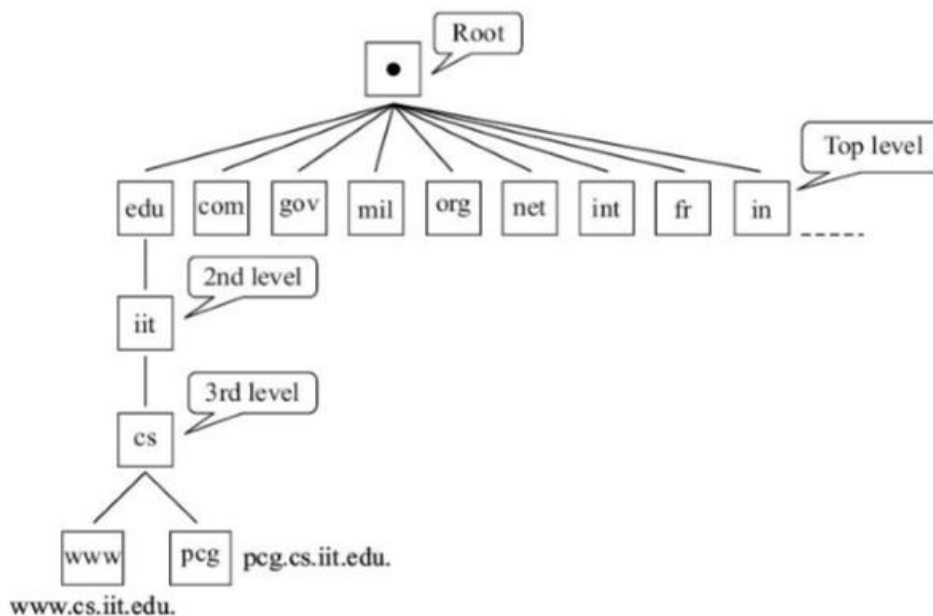 Root
Top level
edu com gov mil org net int fr in
2nd level
iit
3rd level
cs
www pcg pcg.cs.iit.edu.
www.cs.iit.edu.